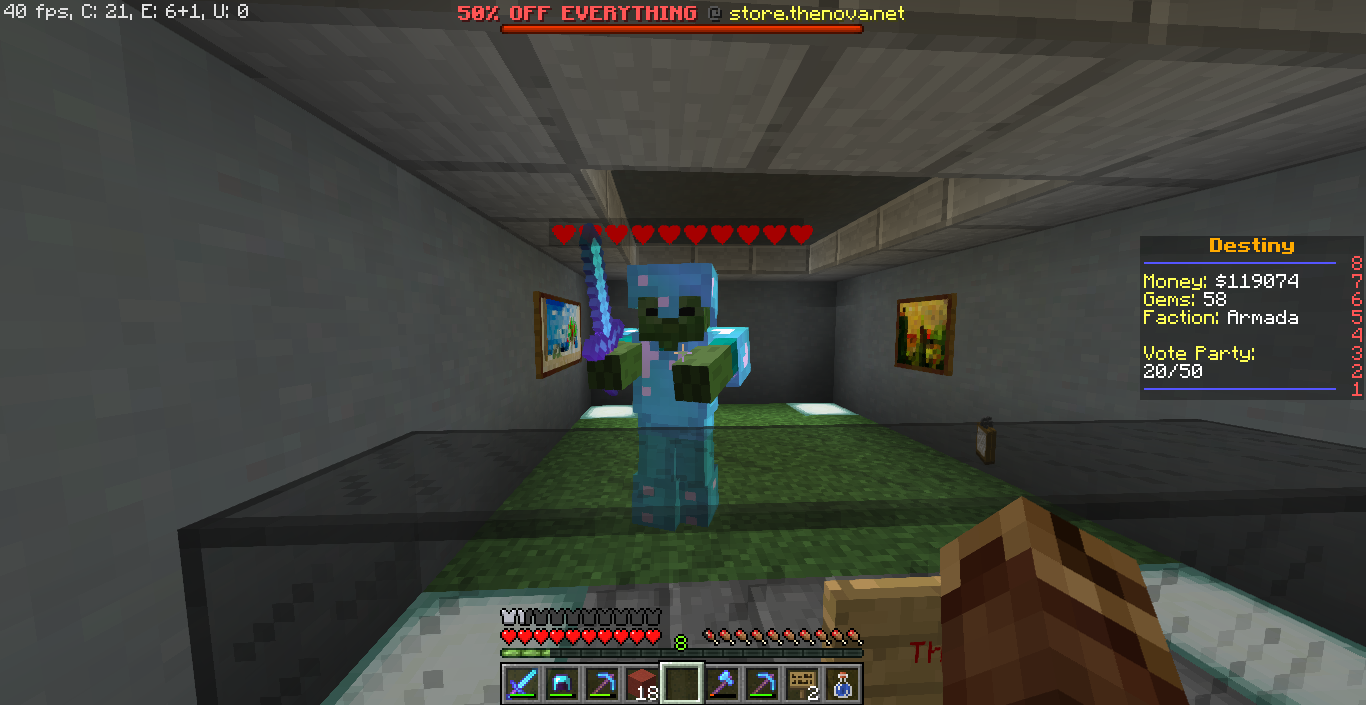 40 fps, C: 21, E: 6+1, U: 0
50% OFF EVERYTHING @ store.thenova.net
Destiny
8
Money: $119074 7
Gems: 58 6
Faction: Armada 5
4
Vote Party: 3
20/50 2
1
Th
8
18
2